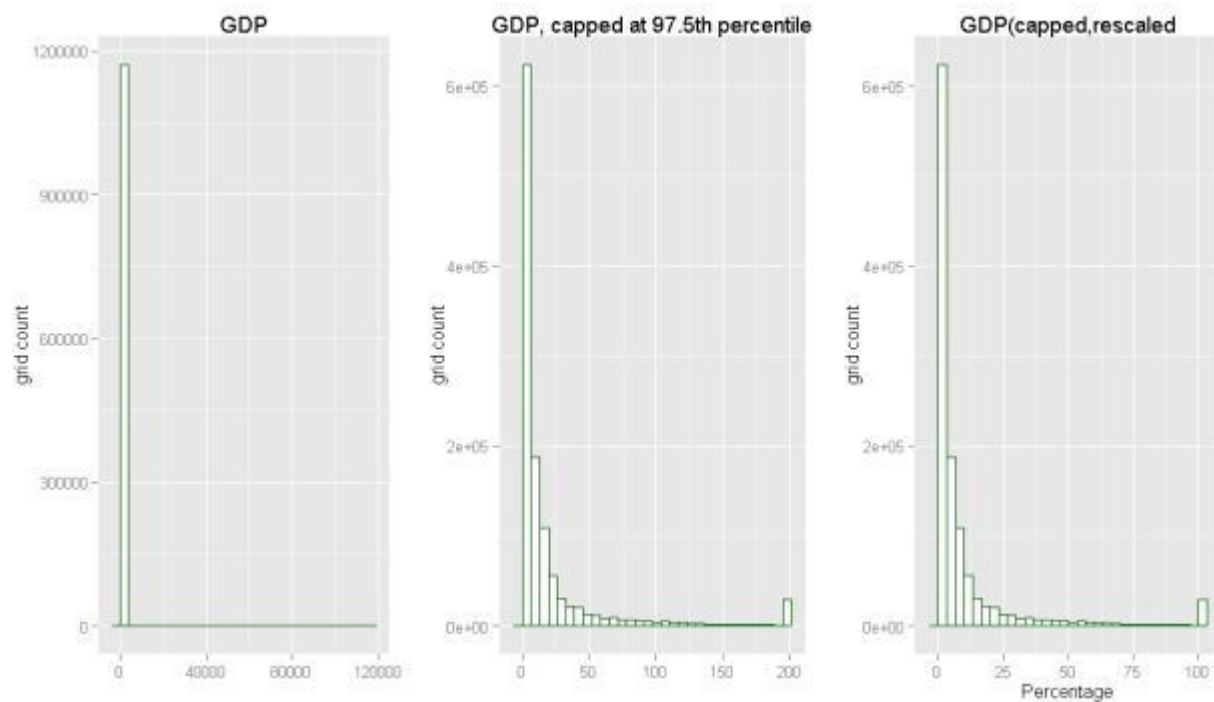 GDP
1200000
900000
600000
300000
0
grid count
0 40000 80000 120000
GDP, capped at 97.5th percentile
6e+05
4e+05
2e+05
0e+00
grid count
0 50 100 150 200
GDP(capped,rescaled
6e+05
4e+05
2e+05
0e+00
grid count
0 25 50 75 100
Percentage